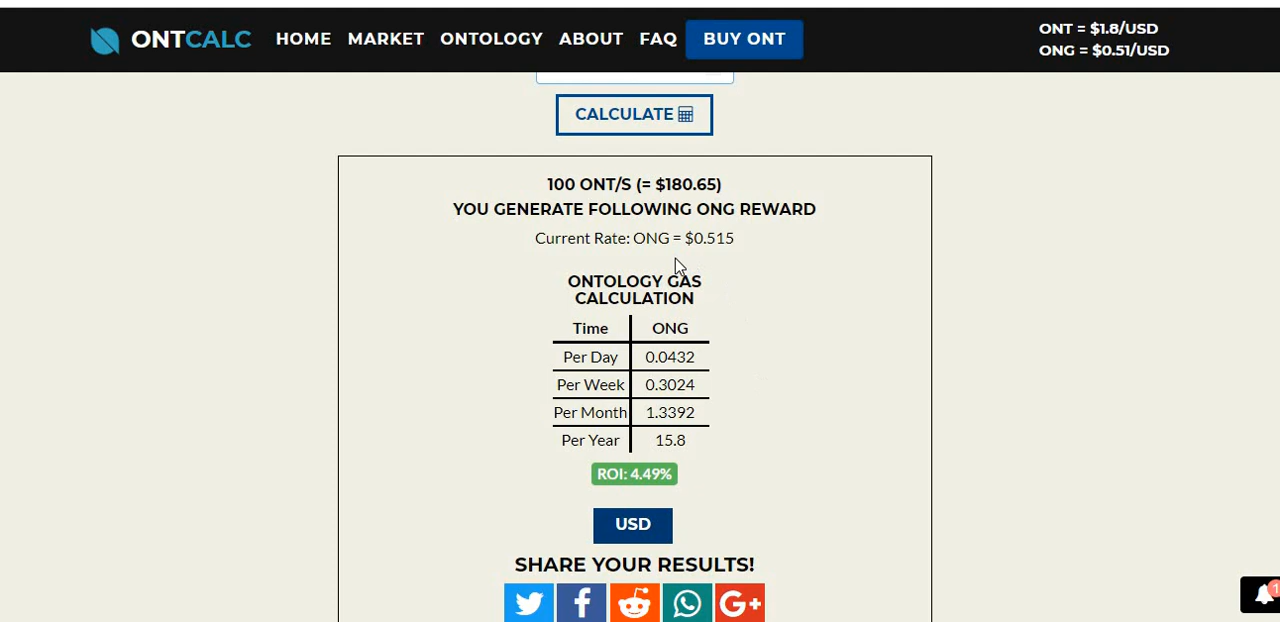 ONTCALC HOME MARKET ONTOLOGY ABOUT FAQ BUY ONT
ONT = $1.8/USD
ONG = $0.51/USD
CALCULATE
100 ONT/S (= $180.65)
YOU GENERATE FOLLOWING ONG REWARD
Current Rate: ONG = $0.515
ONTOLOGY GAS
CALCULATION
Time ONG
Per Day 0.0432
Per Week 0.3024
Per Month 1.3392
Per Year 15.8
ROI: 4.49%
USD
SHARE YOUR RESULTS!
G+
1